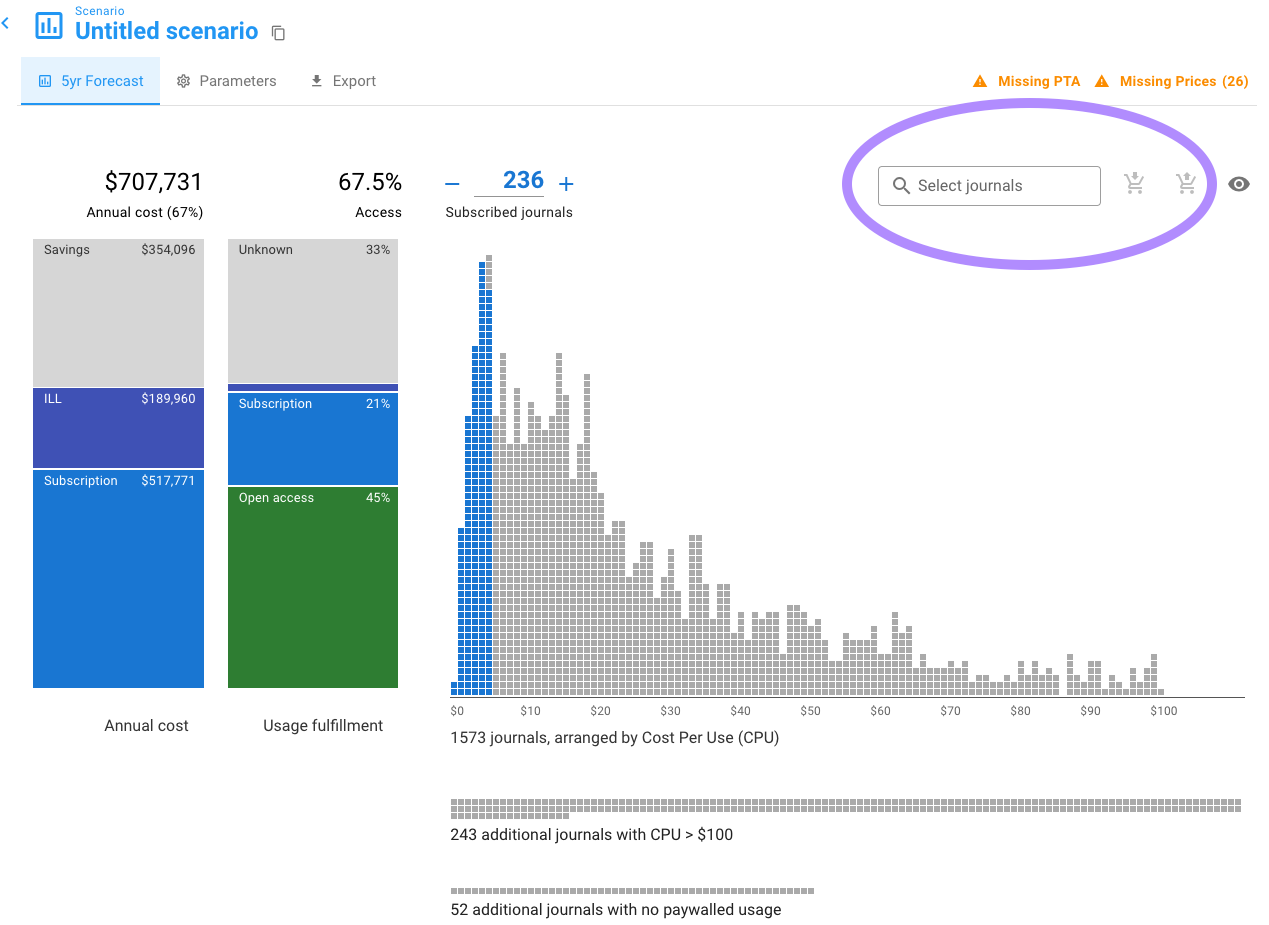 Scenario
Untitled scenario
5yr Forecast
Parameters
Export
Missing PTA
Missing Prices (26)
$707,731
Annual cost (67%)
67.5%
Access
236
Subscribed journals
Select journals
Savings $354,096
ILL $189,960
Subscription $517,771
Annual cost
Unknown 33%
Subscription 21%
Open access 45%
Usage fulfillment
$0 $10 $20 $30 $40 $50 $60 $70 $80 $90 $100
1573 journals, arranged by Cost Per Use (CPU)
243 additional journals with CPU > $100
52 additional journals with no paywalled usage